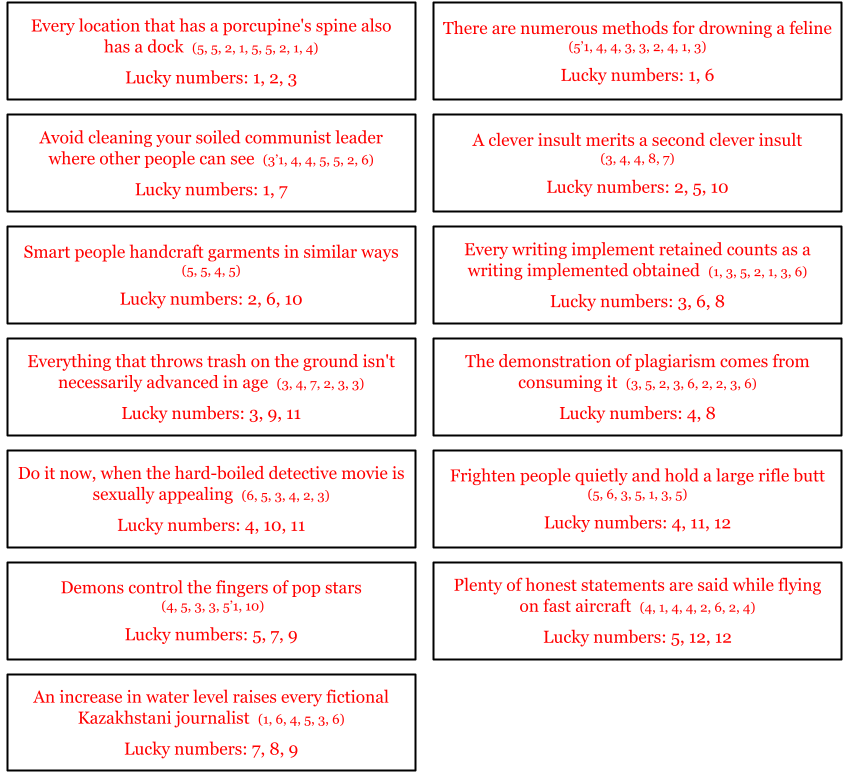 Every location that has a porcupine's spine also
has a dock (5, 5, 2, 1, 5, 5, 2, 1, 4)
Lucky numbers: 1, 2, 3
There are numerous methods for drowning a feline
(5’1, 4, 4, 3, 3, 2, 4, 1, 3)
Lucky numbers: 1, 6
Avoid cleaning your soiled communist leader
where other people can see (3’1, 4, 4, 5, 5, 2, 6)
Lucky numbers: 1, 7
A clever insult merits a second clever insult
(3, 4, 4, 8, 7)
Lucky numbers: 2, 5, 10
Smart people handcraft garments in similar ways
(5, 5, 4, 5)
Lucky numbers: 2, 6, 10
Every writing implement retained counts as a
writing implemented obtained (1, 3, 5, 2, 1, 3, 6)
Lucky numbers: 3, 6, 8
Everything that throws trash on the ground isn't
necessarily advanced in age (3, 4, 7, 2, 3, 3)
Lucky numbers: 3, 9, 11
The demonstration of plagiarism comes from
consuming it (3, 5, 2, 3, 6, 2, 2, 3, 6)
Lucky numbers: 4, 8
Do it now, when the hard-boiled detective movie is
sexually appealing (6, 5, 3, 4, 2, 3)
Lucky numbers: 4, 10, 11
Frighten people quietly and hold a large rifle butt
(5, 6, 3, 5, 1, 3, 5)
Lucky numbers: 4, 11, 12
Demons control the fingers of pop stars
(4, 5, 3, 3, 5’1, 10)
Lucky numbers: 5, 7, 9
Plenty of honest statements are said while flying
on fast aircraft (4, 1, 4, 4, 2, 6, 2, 4)
Lucky numbers: 5, 12, 12
An increase in water level raises every fictional
Kazakhstani journalist (1, 6, 4, 5, 3, 6)
Lucky numbers: 7, 8, 9